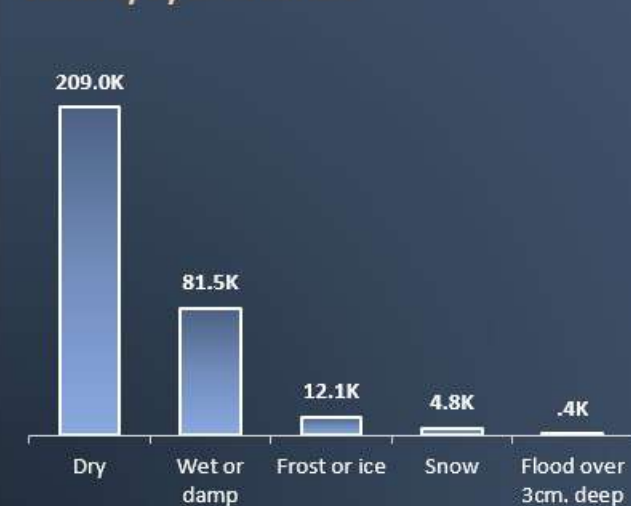 209.0K
81.5K
12.1K
4.8K
.4K
Dry
Wet or
damp
Frost or ice
Snow
Flood over
3cm. deep